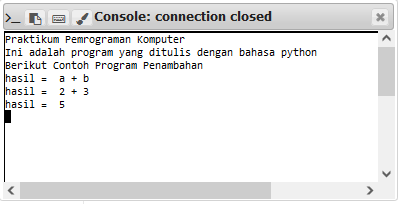 Console: connection closed
Praktikum Pemrograman Komputer
Ini adalah program yang ditulis dengan bahasa python
Berikut Contoh Program Penambahan
hasil =  a + b
hasil =  2 + 3
hasil =  5